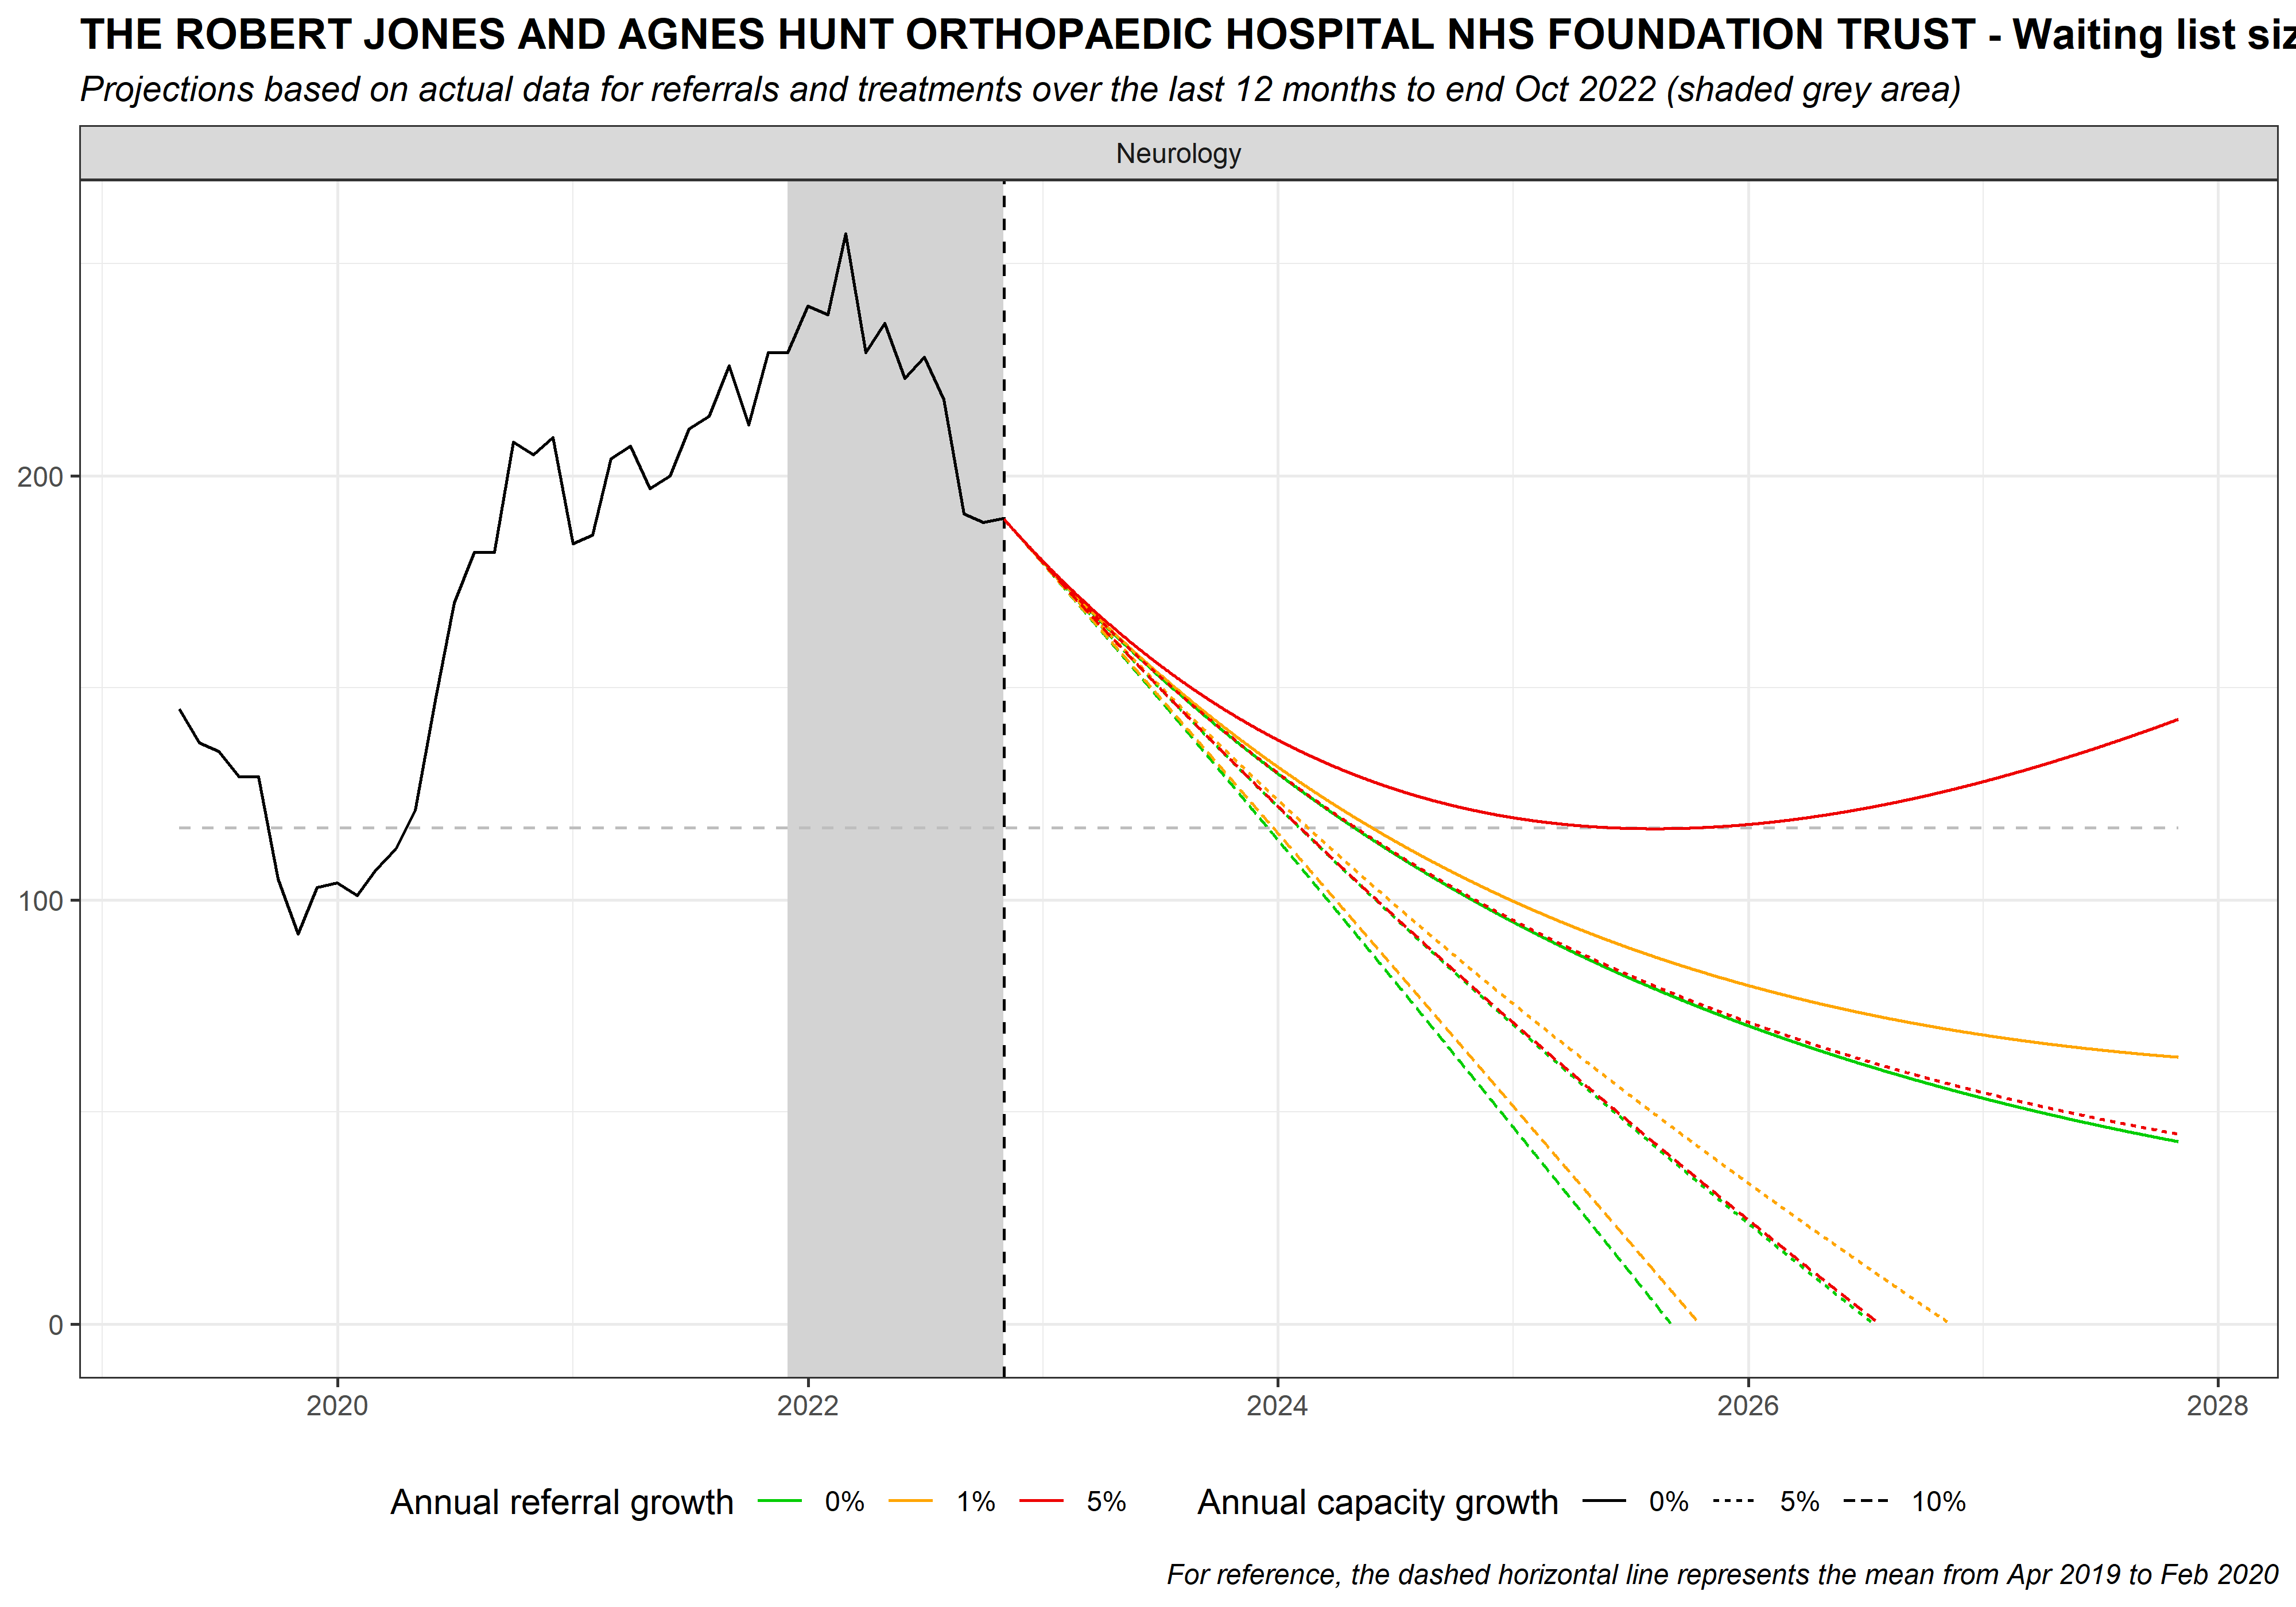 THE ROBERT JONES AND AGNES HUNT ORTHOPAEDIC HOSPITAL NHS FOUNDATION TRUST - Waiting list siz
Projections based on actual data for referrals and treatments over the last 12 months to end Oct 2022 (shaded grey area)
Neurology
200
100
0
2020 2022 2024 2026 2028
Annual referral growth 0% 1% 5% Annual capacity growth 0% 5% 10%
For reference, the dashed horizontal line represents the mean from Apr 2019 to Feb 2020